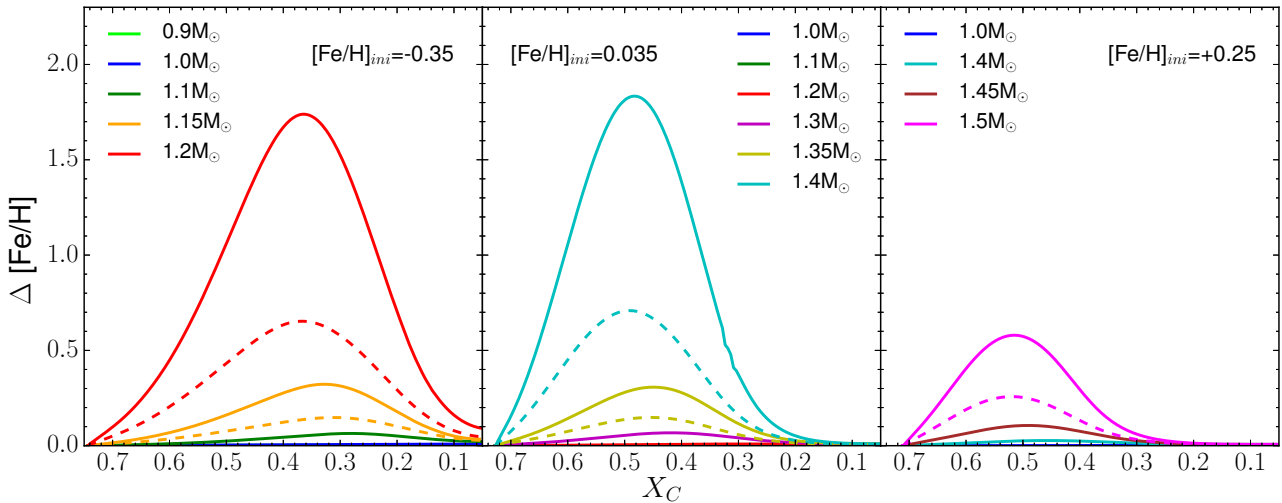 0.9M☉
1.0M☉
1.1M☉
1.15M☉
1.2M☉
[Fe/H]ini=-0.35
[Fe/H]ini=0.035
1.0M☉
1.1M☉
1.2M☉
1.3M☉
1.35M☉
1.4M☉
1.0M☉
1.4M☉
1.45M☉
1.5M☉
[Fe/H]ini=+0.25
2.0
1.5
1.0
0.5
0.0
Δ [Fe/H]
0.7 0.6 0.5 0.4 0.3 0.2 0.1
0.7 0.6 0.5 0.4 0.3 0.2 0.1
0.7 0.6 0.5 0.4 0.3 0.2 0.1
XC